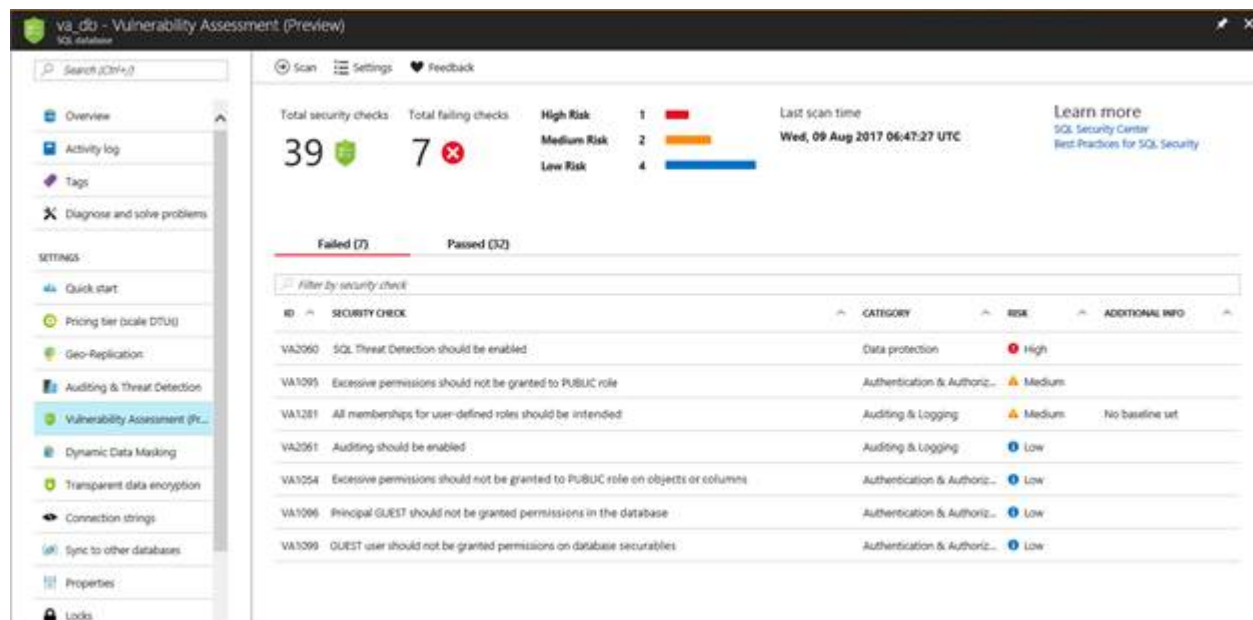 va_db - Vulnerability Assessment (Preview)
SQL database
Search (Ctrl+/)
Overview
Activity log
Tags
Diagnose and solve problems
SETTINGS
Quick start
Pricing tier (scale DTUs)
Geo-Replication
Auditing & Threat Detection
Vulnerability Assessment (Pr...
Dynamic Data Masking
Transparent data encryption
Connection strings
Sync to other databases
Properties
Locks
Scan Settings Feedback
Total security checks Total failing checks
39 7
High Risk 1
Medium Risk 2
Low Risk 4
Last scan time
Wed, 09 Aug 2017 06:47:27 UTC
Learn more
SQL Security Center
Best Practices for SQL Security
Failed (7) Passed (32)
Filter by security check
ID SECURITY CHECK CATEGORY RISK ADDITIONAL INFO
VA2060 SQL Threat Detection should be enabled Data protection High
VA1095 Excessive permissions should not be granted to PUBLIC role Authentication & Authoriz... Medium
VA1281 All memberships for user-defined roles should be intended Auditing & Logging Medium No baseline set
VA2061 Auditing should be enabled Auditing & Logging Low
VA1054 Excessive permissions should not be granted to PUBLIC role on objects or columns Authentication & Authoriz... Low
VA1096 Principal GUEST should not be granted permissions in the database Authentication & Authoriz... Low
VA1099 GUEST user should not be granted permissions on database securables Authentication & Authoriz... Low